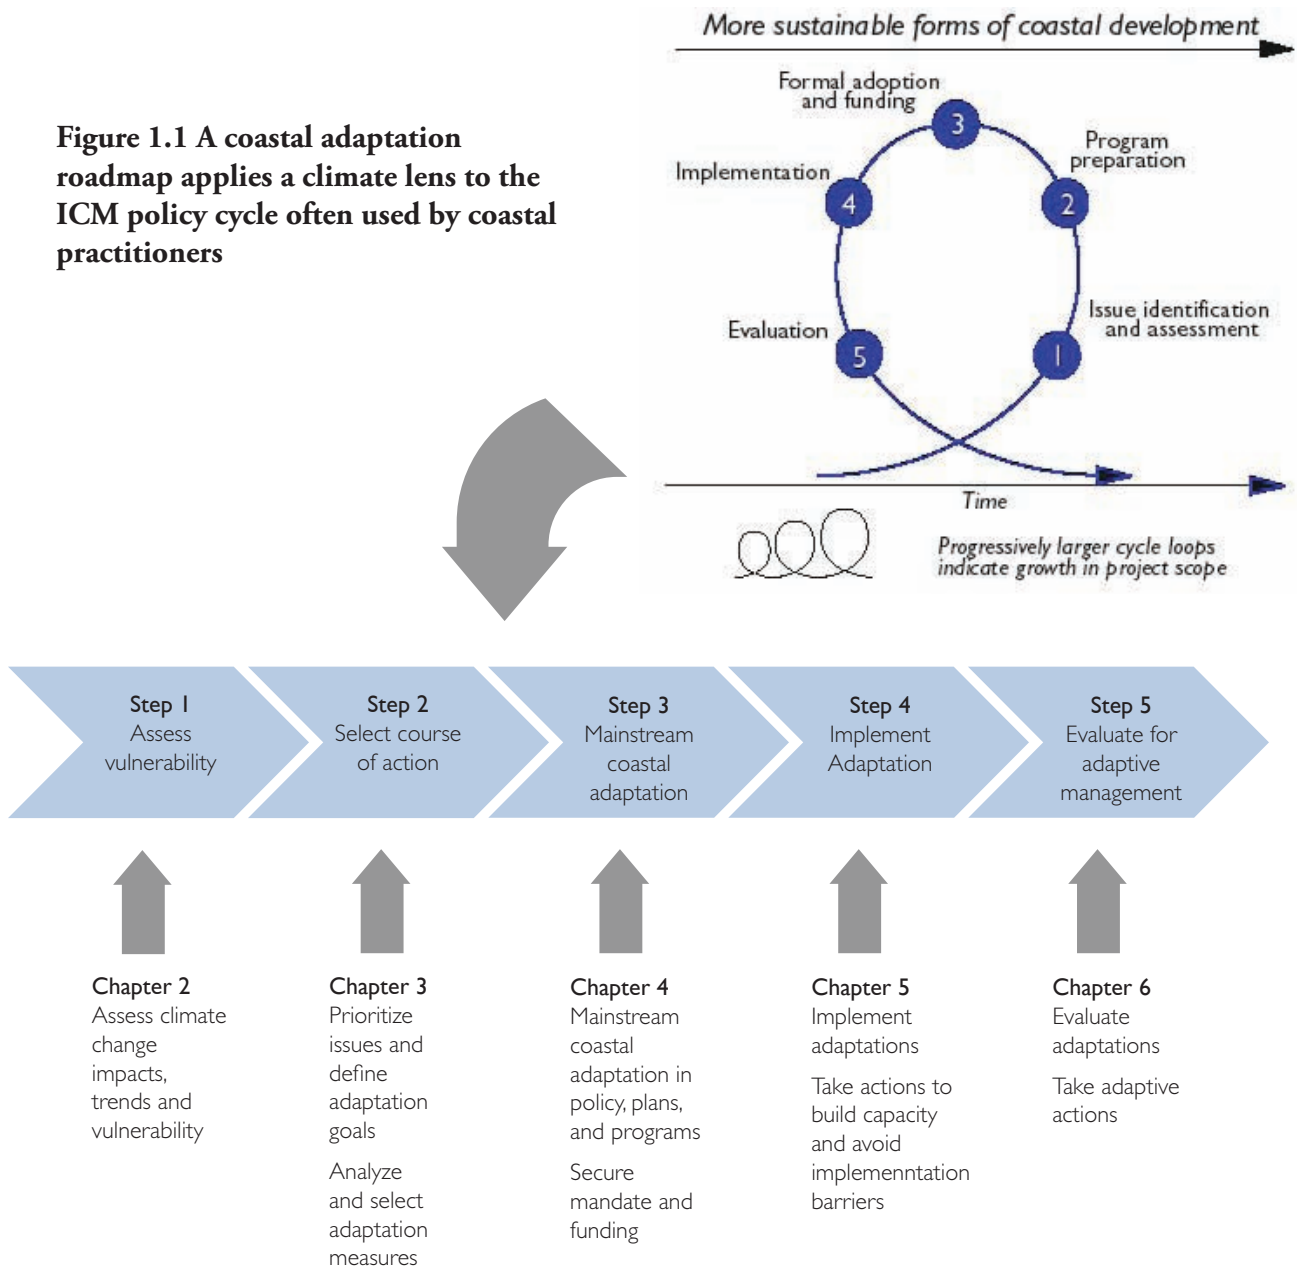 Figure 1.1 A coastal adaptation
roadmap applies a climate lens to the
ICM policy cycle often used by coastal
practitioners
More sustainable forms of coastal development
Formal adoption
and funding
3
Program
preparation
Implementation
4
2
Issue identification
and assessment
Evaluation
5
1
Time
Progressively larger cycle loops
indicate growth in project scope
Step 1
Assess
vulnerability
Step 2
Select course
of action
Step 3
Mainstream
coastal
adaptation
Step 4
Implement
Adaptation
Step 5
Evaluate for
adaptive
management
Chapter 2
Assess climate
change
impacts,
trends and
vulnerability
Chapter 3
Prioritize
issues and
define
adaptation
goals
Analyze
and select
adaptation
measures
Chapter 4
Mainstream
coastal
adaptation in
policy, plans,
and programs
Secure
mandate and
funding
Chapter 5
Implement
adaptations
Take actions to
build capacity
and avoid
implemenntation
barriers
Chapter 6
Evaluate
adaptations
Take adaptive
actions